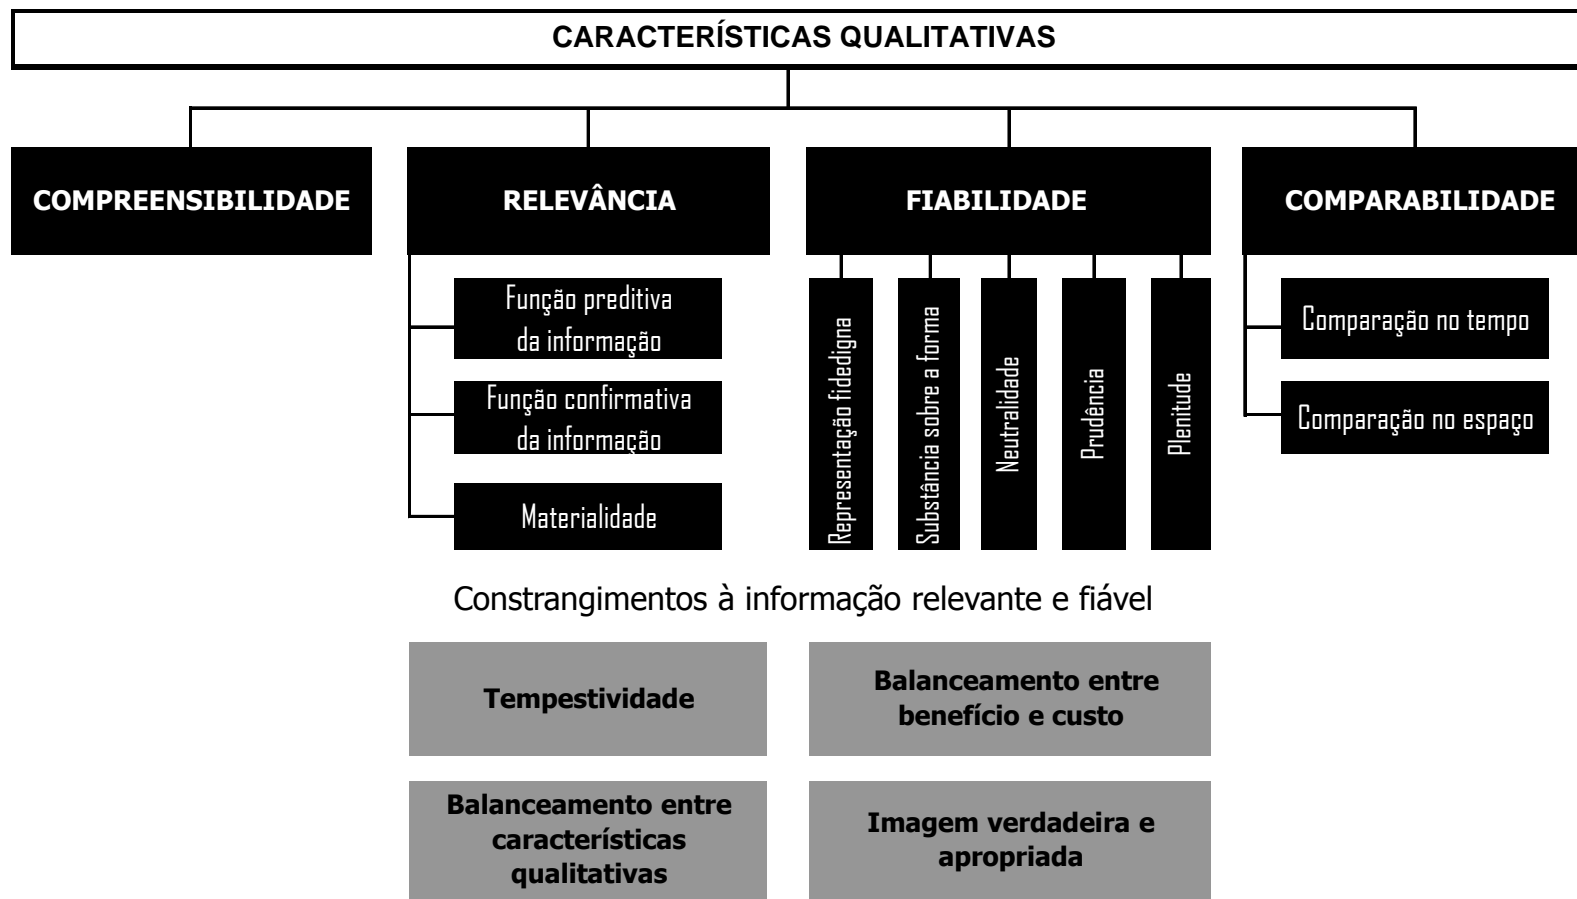 CARACTERÍSTICAS QUALITATIVAS
COMPREENSIBILIDADE
RELEVÂNCIA
FIABILIDADE
COMPARABILIDADE
Função preditiva
da informação
Função confirmativa
da informação
Materialidade
Representação fidedigna
Substância sobre a forma
Neutralidade
Prudência
Plenitude
Comparação no tempo
Comparação no espaço
Constrangimentos à informação relevante e fiável
Tempestividade
Balanceamento entre
benefício e custo
Balanceamento entre
características
qualitativas
Imagem verdadeira e
apropriada